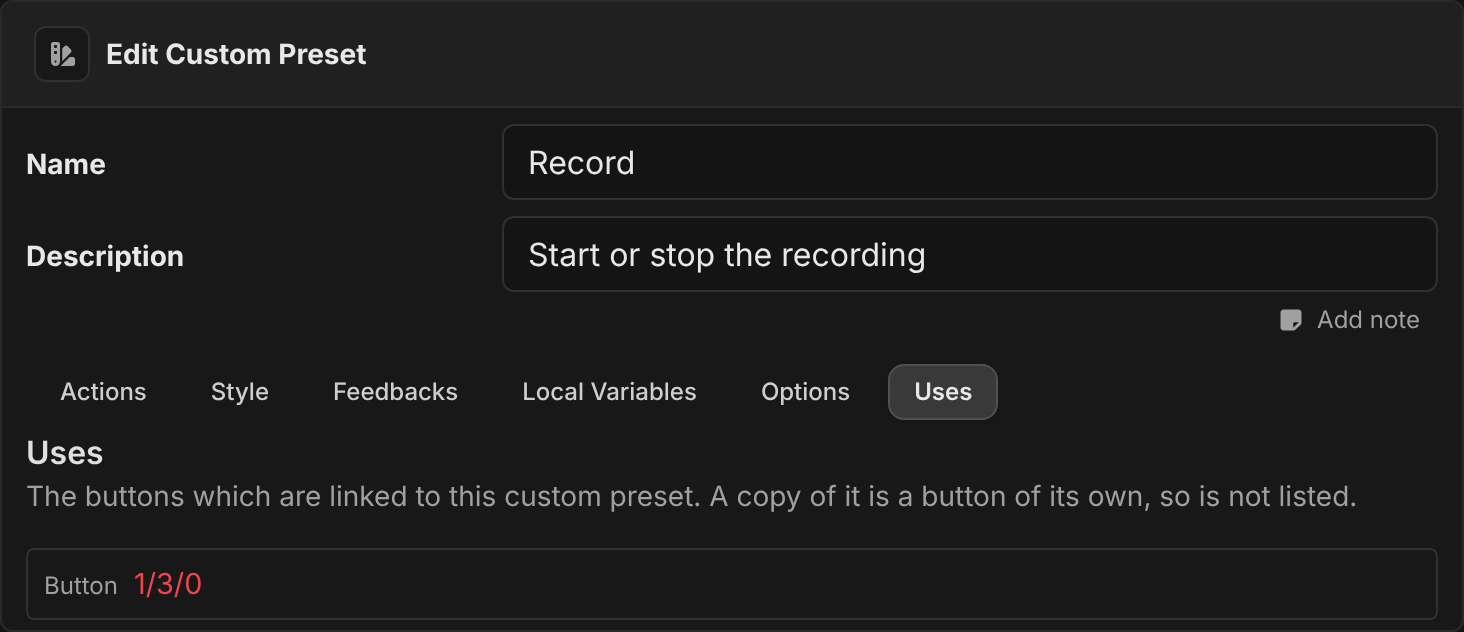 Edit Custom Preset
Name
Record
Description
Start or stop the recording
Add note
Actions Style Feedbacks Local Variables Options Uses
Uses
The buttons which are linked to this custom preset. A copy of it is a button of its own, so is not listed.
Button 1/3/0